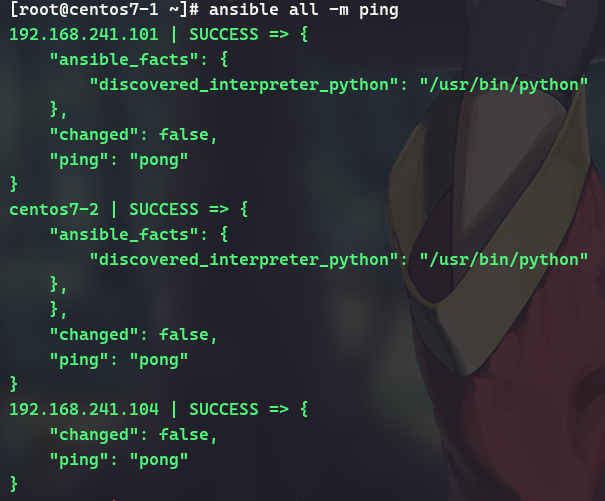 [root@centos7-1 ~]# ansible all -m ping
192.168.241.101 | SUCCESS => {
    "ansible_facts": {
        "discovered_interpreter_python": "/usr/bin/python"
    },
    "changed": false,
    "ping": "pong"
}
centos7-2 | SUCCESS => {
    "ansible_facts": {
        "discovered_interpreter_python": "/usr/bin/python"
    },
    },
    "changed": false,
    "ping": "pong"
}
192.168.241.104 | SUCCESS => {
    "changed": false,
    "ping": "pong"
}